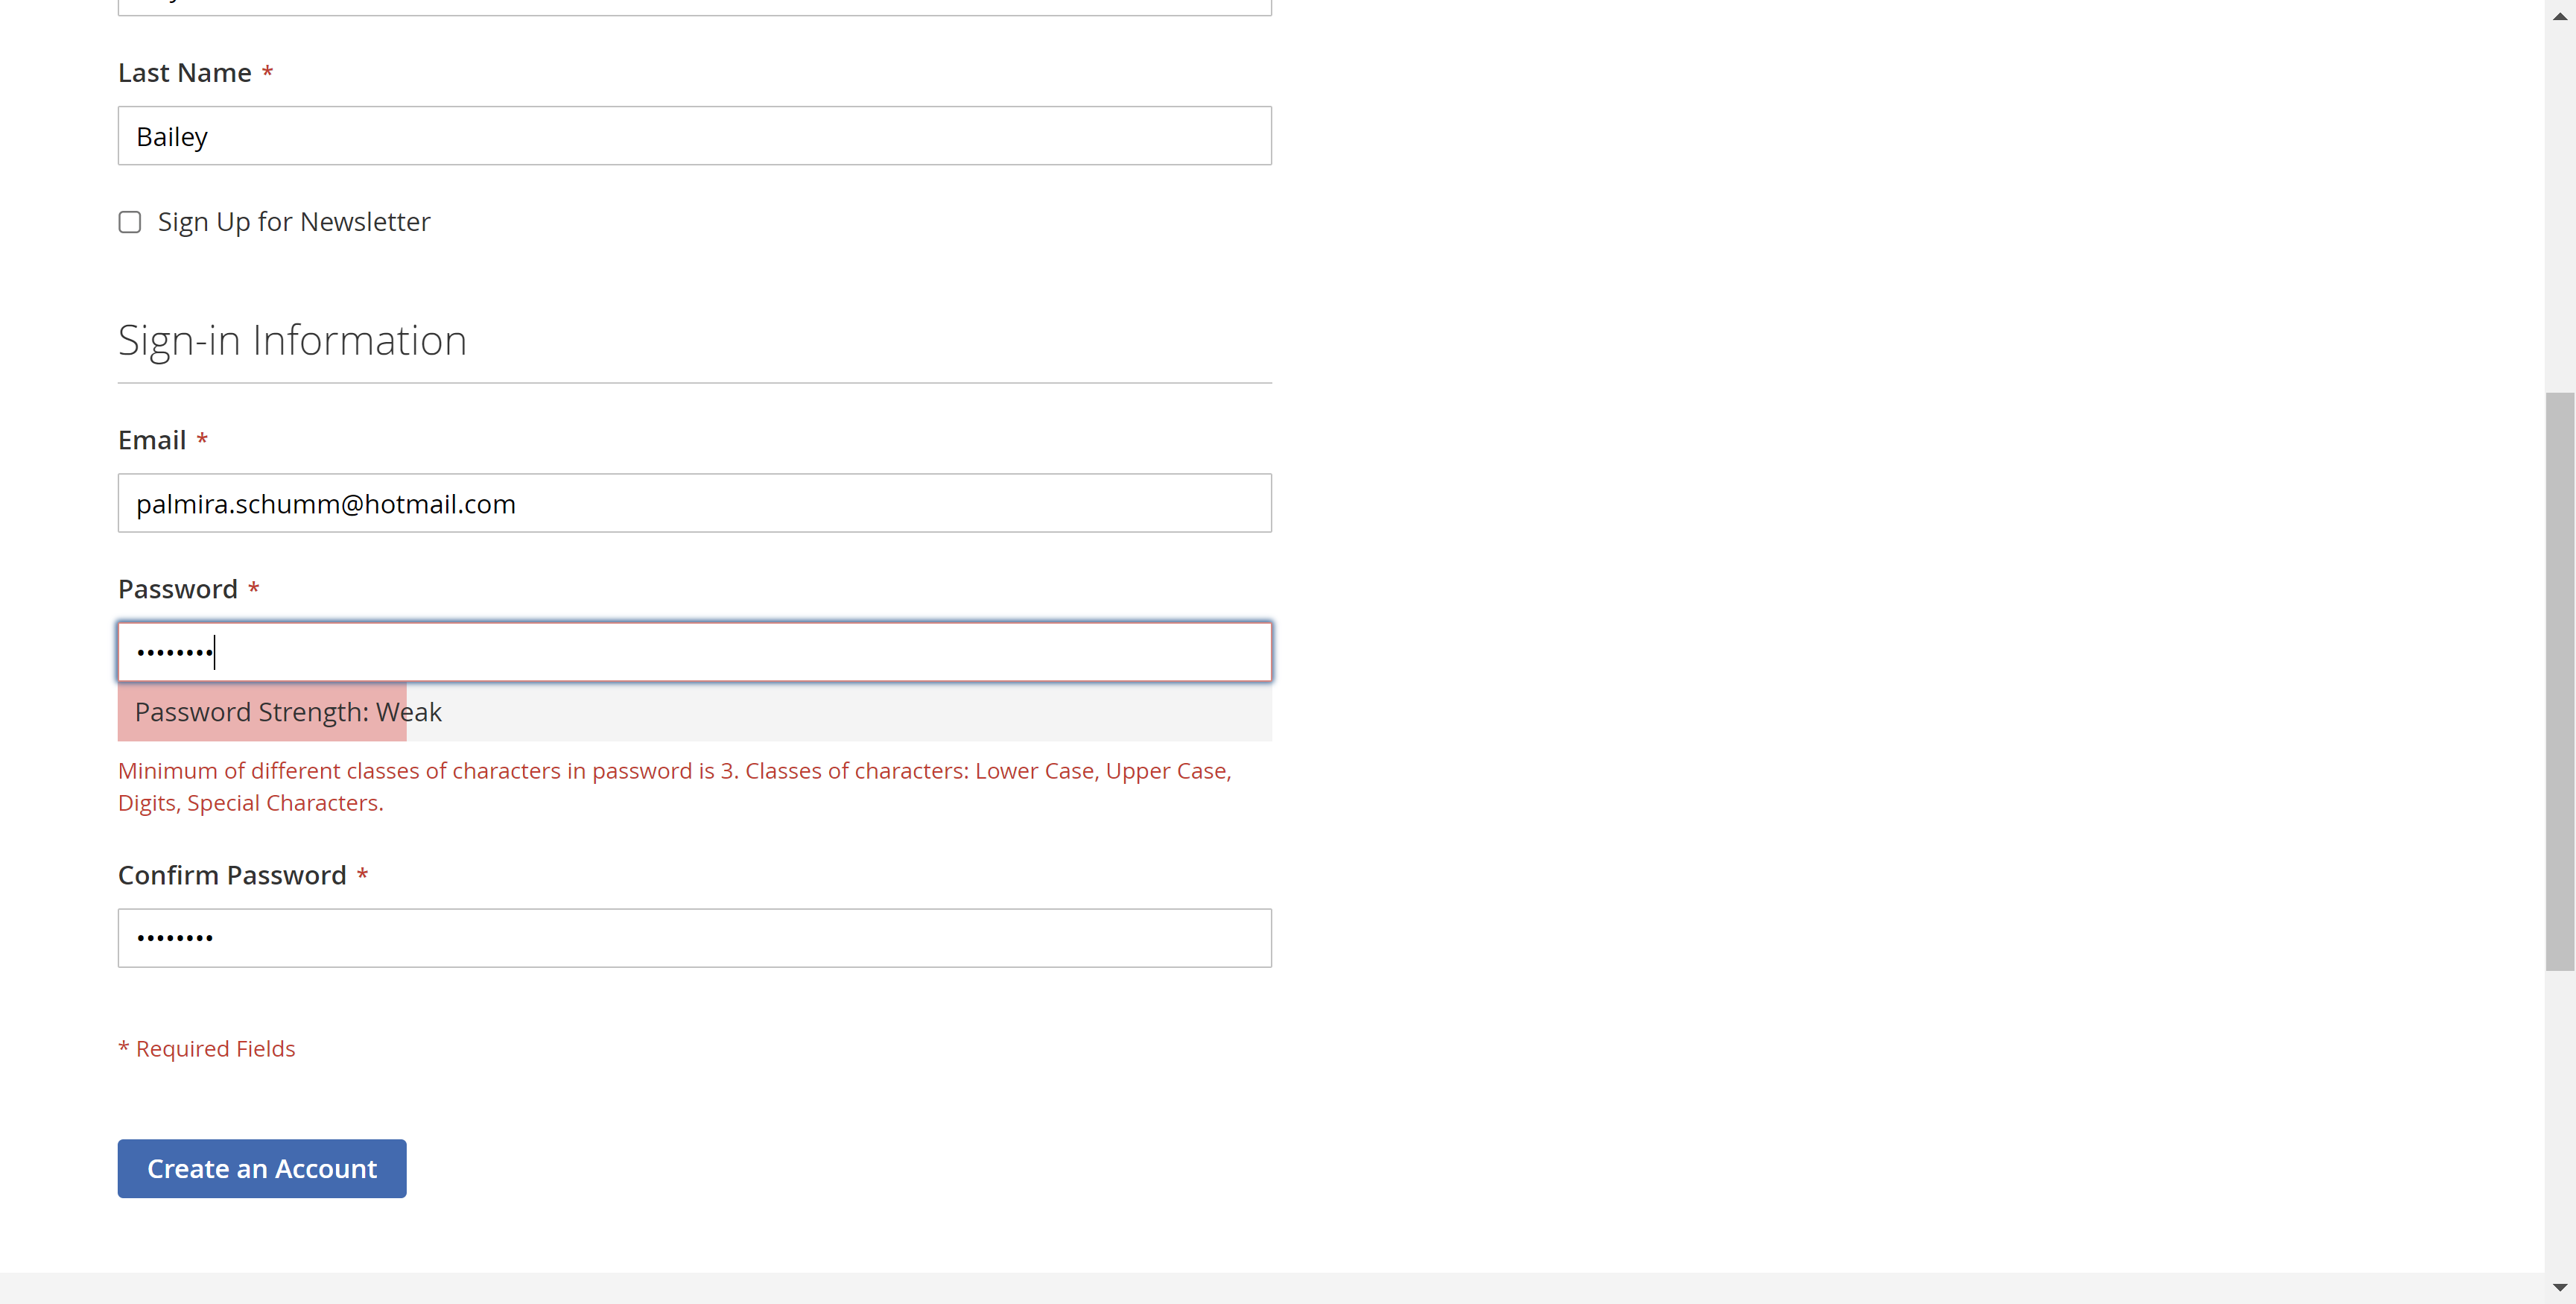 Last Name *
Bailey
Sign Up for Newsletter
Sign-in Information
Email *
palmira.schumm@hotmail.com
Password *
••••••••
Password Strength: Weak
Minimum of different classes of characters in password is 3. Classes of characters: Lower Case, Upper Case,
Digits, Special Characters.
Confirm Password *
••••••••
* Required Fields
Create an Account